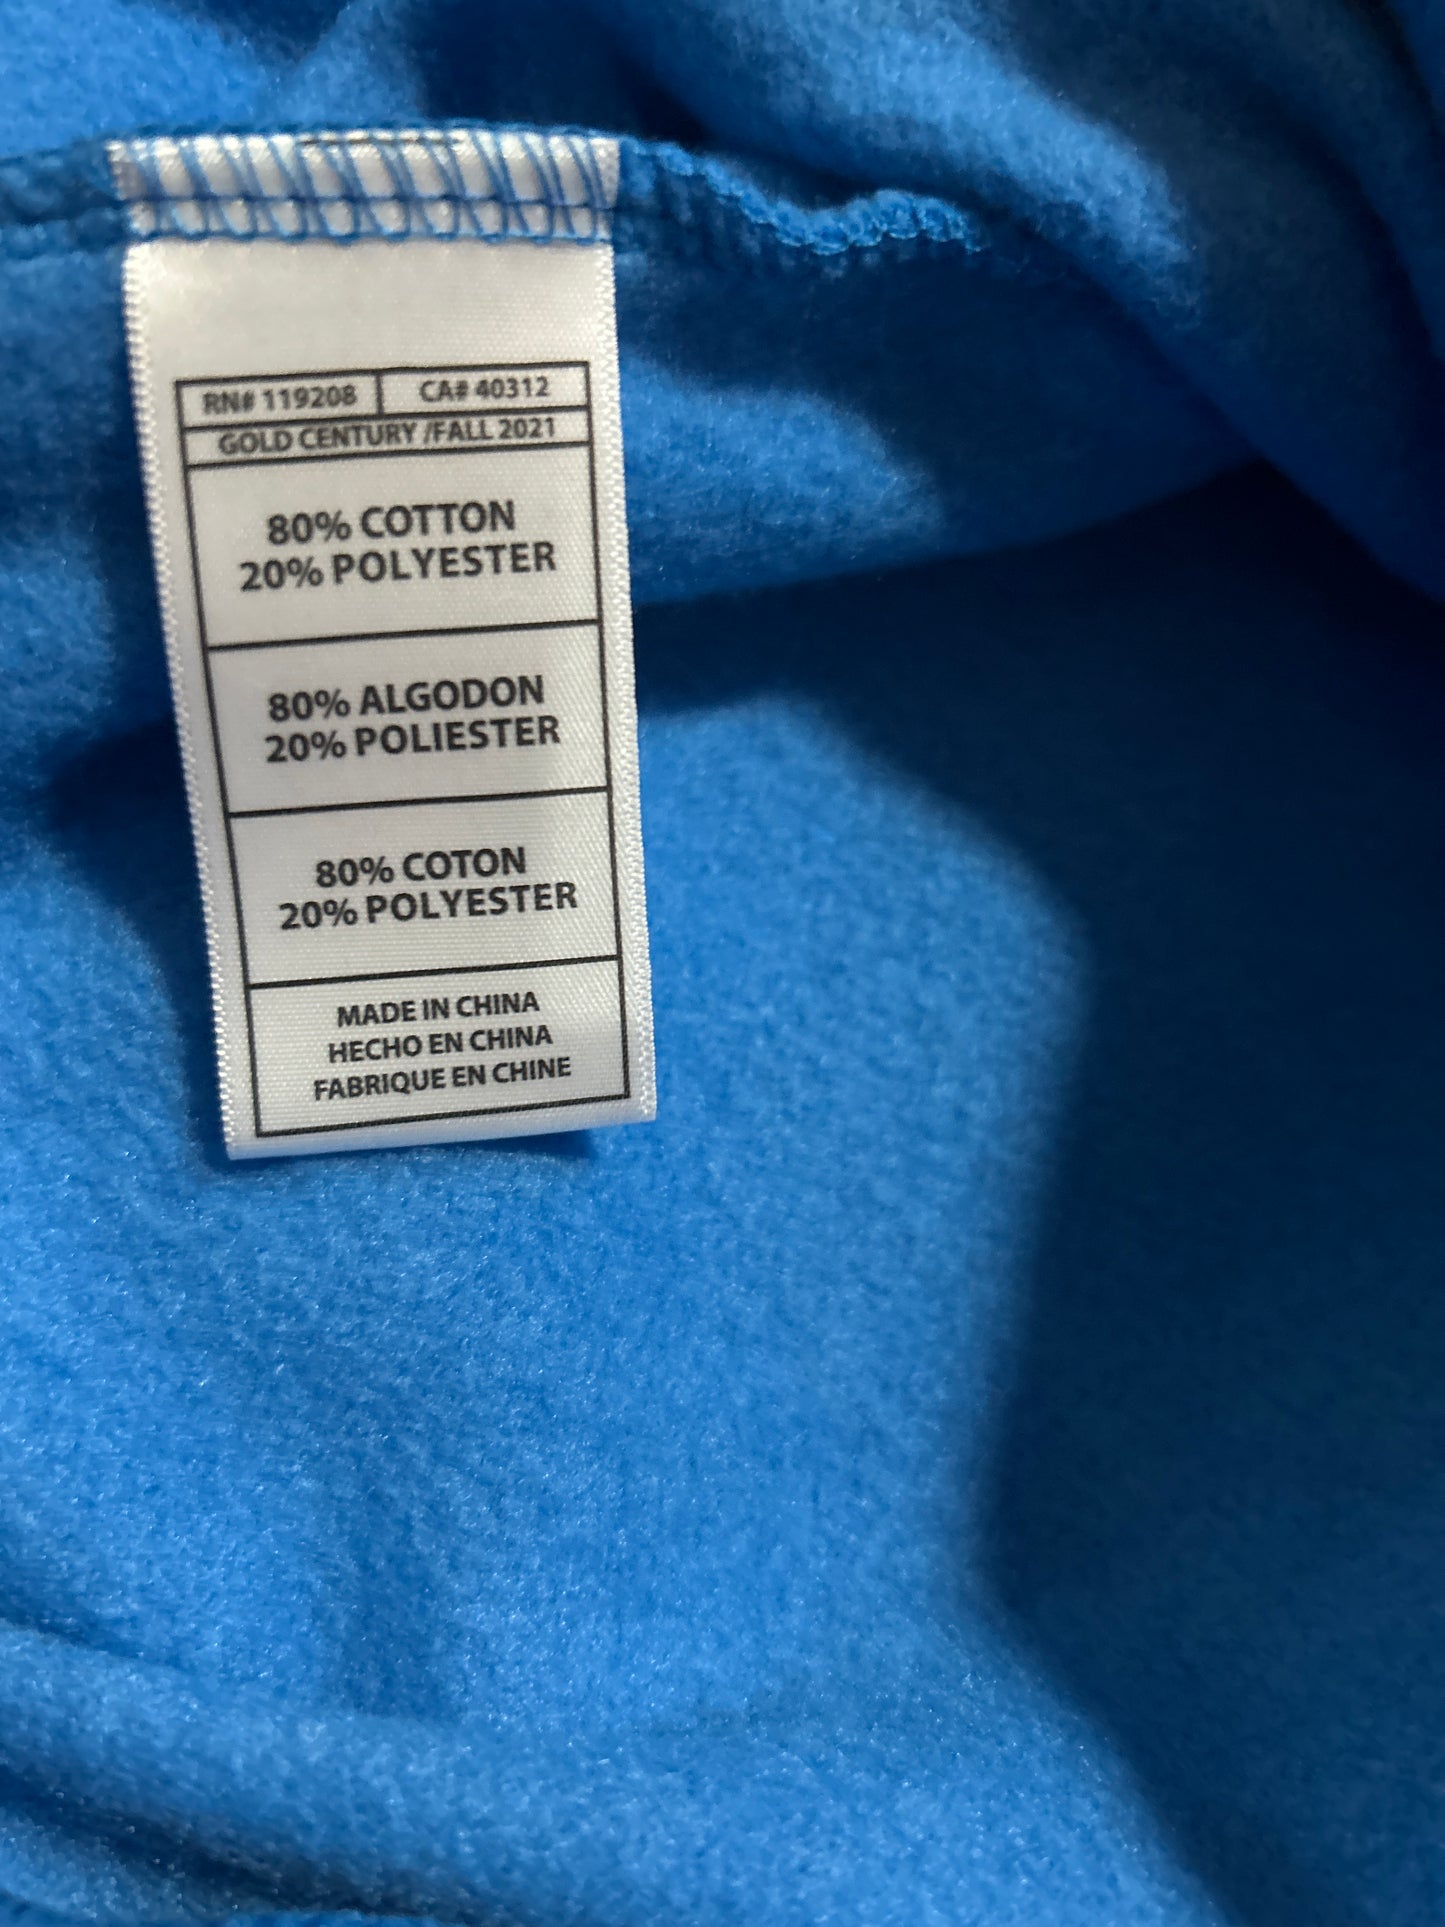 RN# 119208 CA# 40312
GOLD CENTURY /FALL 2021
80% COTTON
20% POLYESTER
80% ALGODON
20% POLIESTER
80% COTON
20% POLYESTER
MADE IN CHINA
HECHO EN CHINA
FABRIQUE EN CHINE